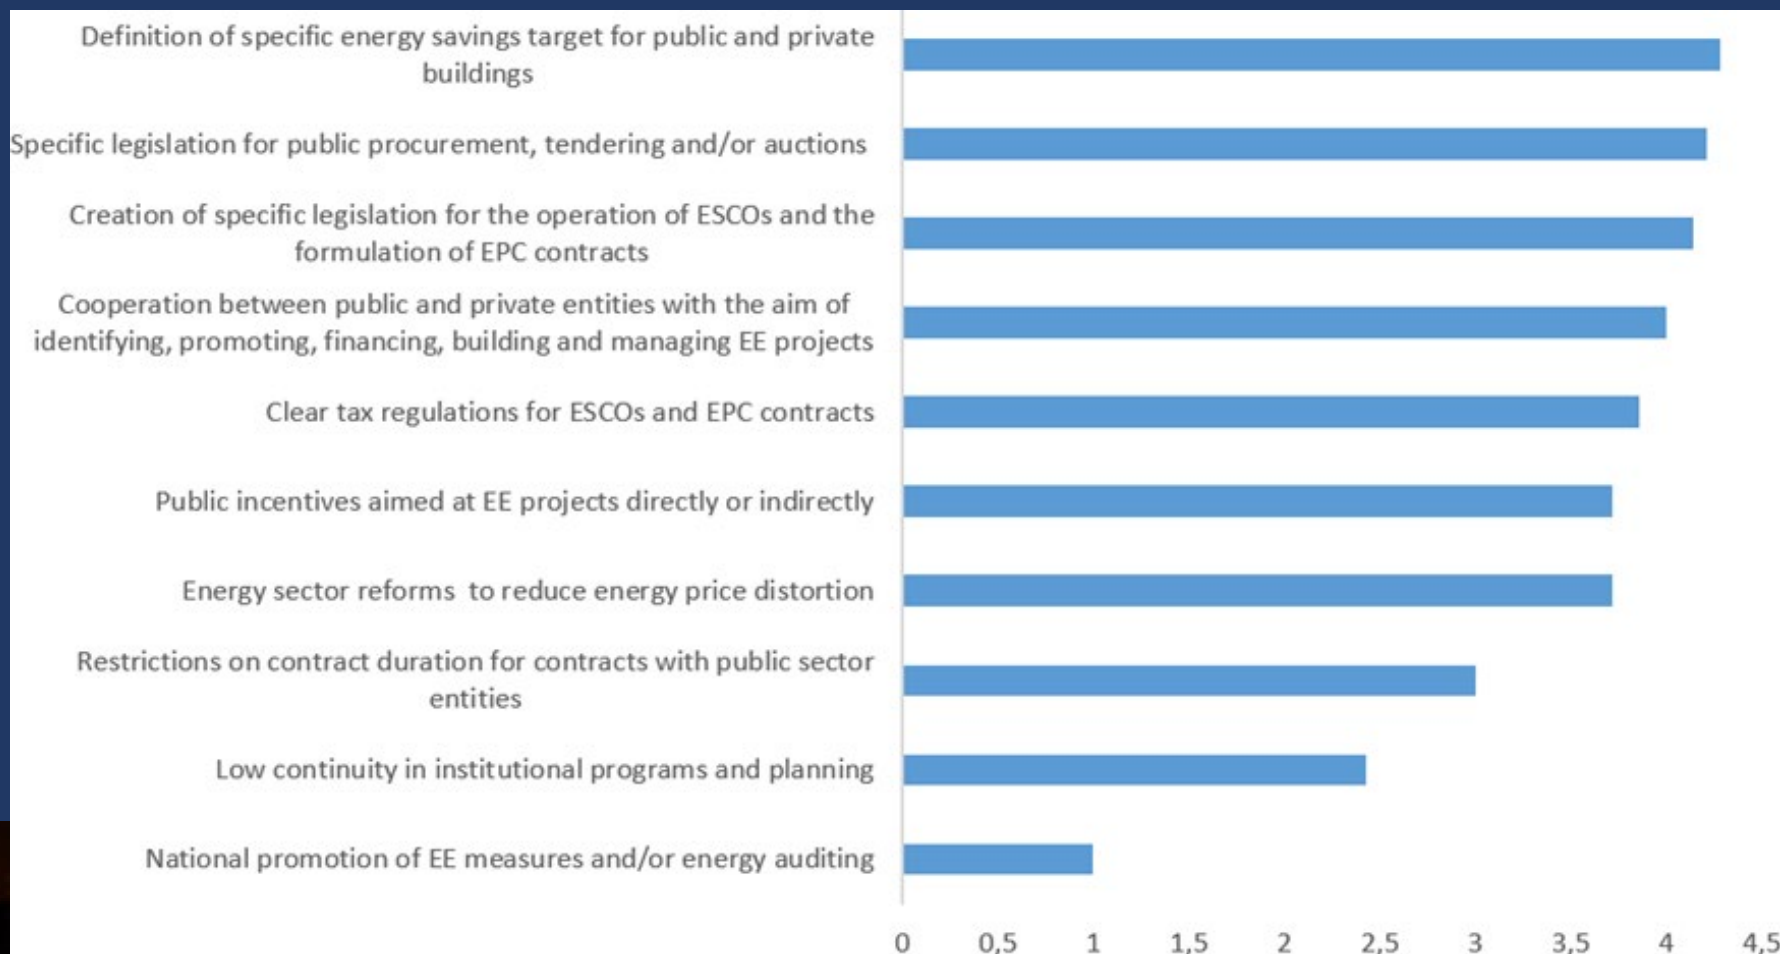 Definition of specific energy savings target for public and private
buildings
Specific legislation for public procurement, tendering and/or auctions
Creation of specific legislation for the operation of ESCOs and the
formulation of EPC contracts
Cooperation between public and private entities with the aim of
identifying, promoting, financing, building and managing EE projects
Clear tax regulations for ESCOs and EPC contracts
Public incentives aimed at EE projects directly or indirectly
Energy sector reforms to reduce energy price distortion
Restrictions on contract duration for contracts with public sector
entities
Low continuity in institutional programs and planning
National promotion of EE measures and/or energy auditing
0 0,5 1 1,5 2 2,5 3 3,5 4 4,5